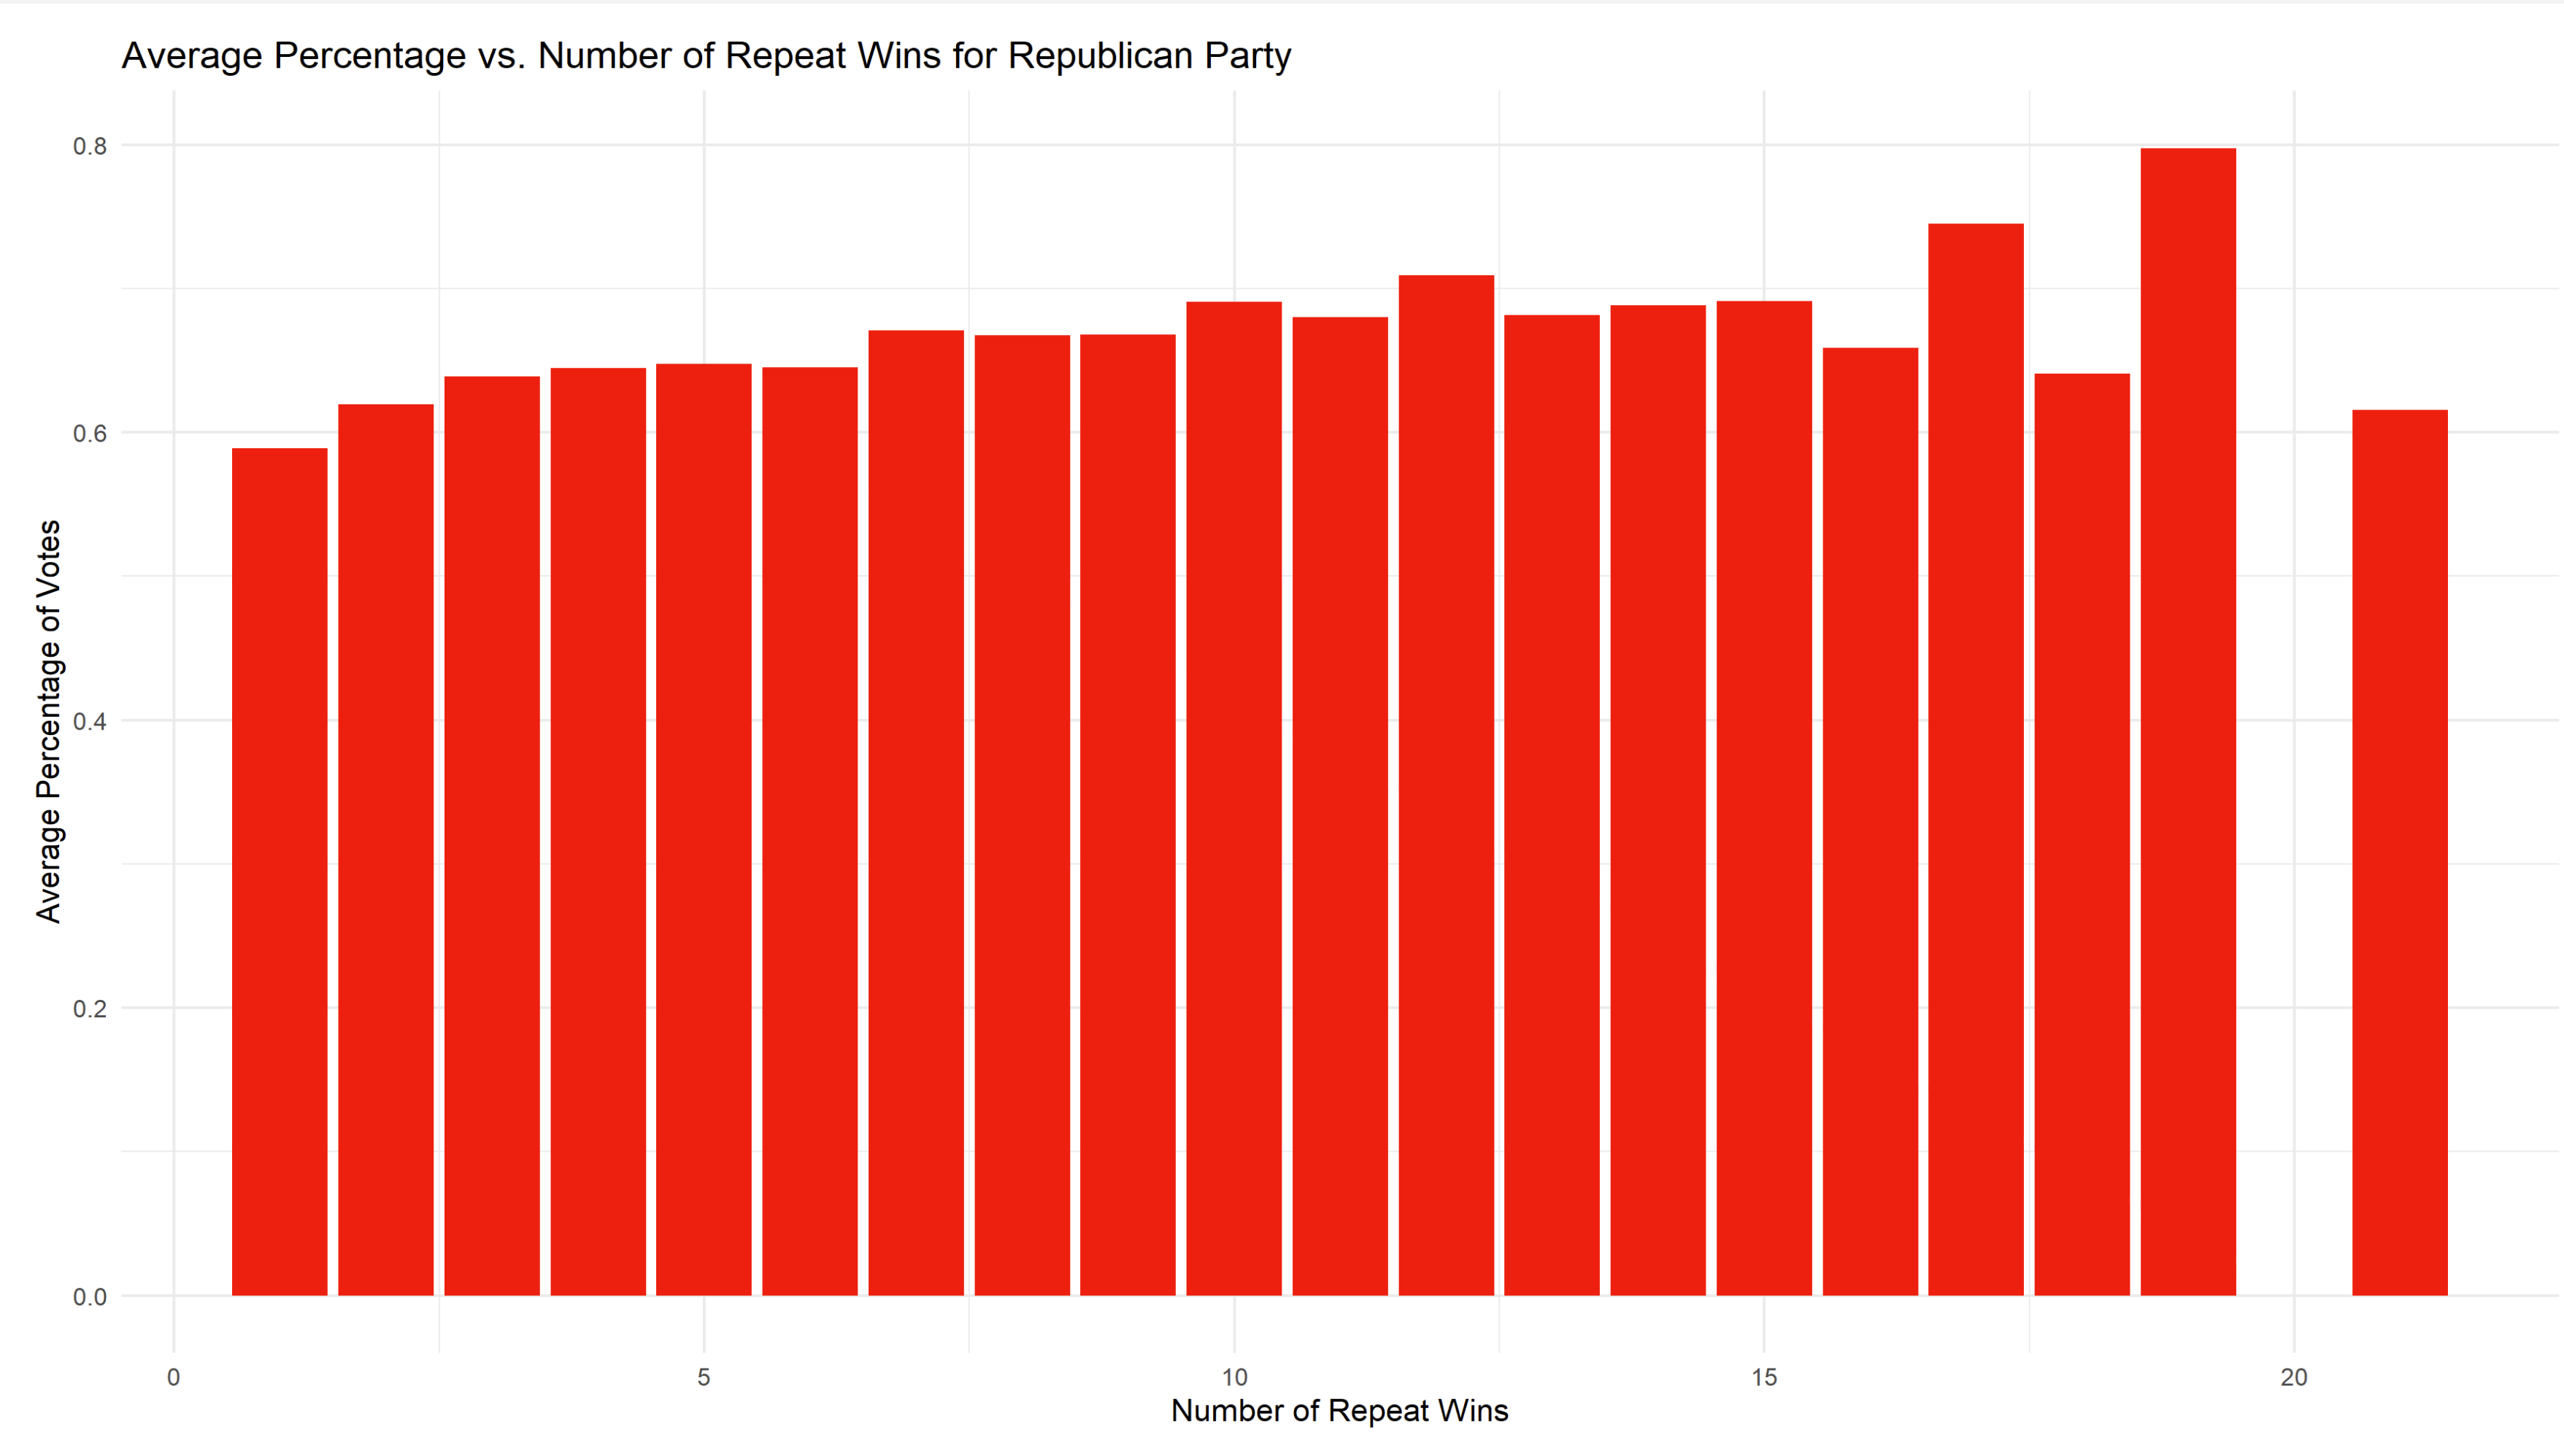 Average Percentage vs. Number of Repeat Wins for Republican Party
Average Percentage of Votes
0.8
0.6
0.4
0.2
0.0
0 5 10 15 20
Number of Repeat Wins